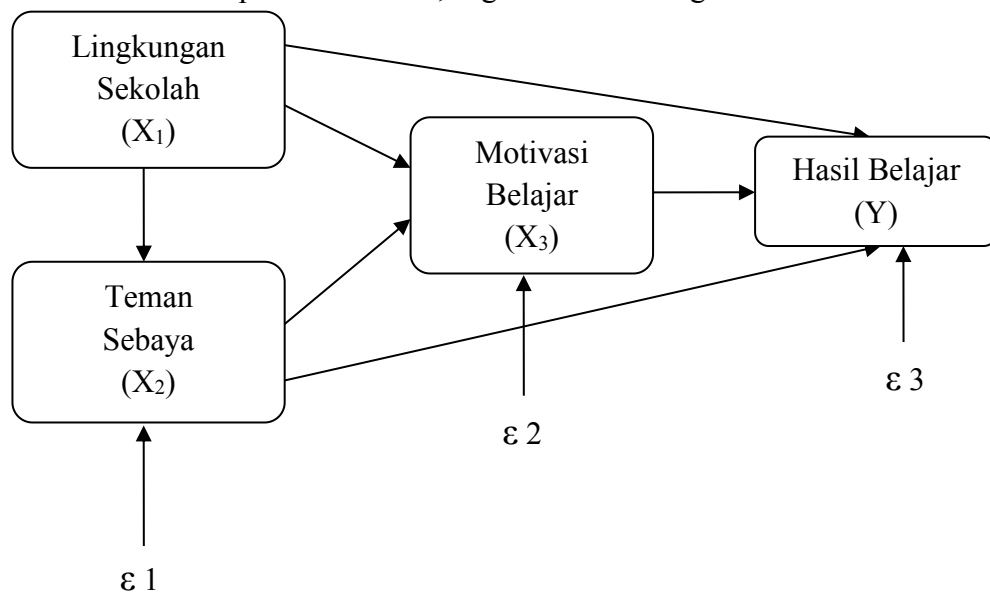 Lingkungan
Sekolah
(X₁)
Motivasi
Belajar
(X₃)
Hasil Belajar
(Y)
Teman
Sebaya
(X₂)
ε 3
ε 2
ε 1